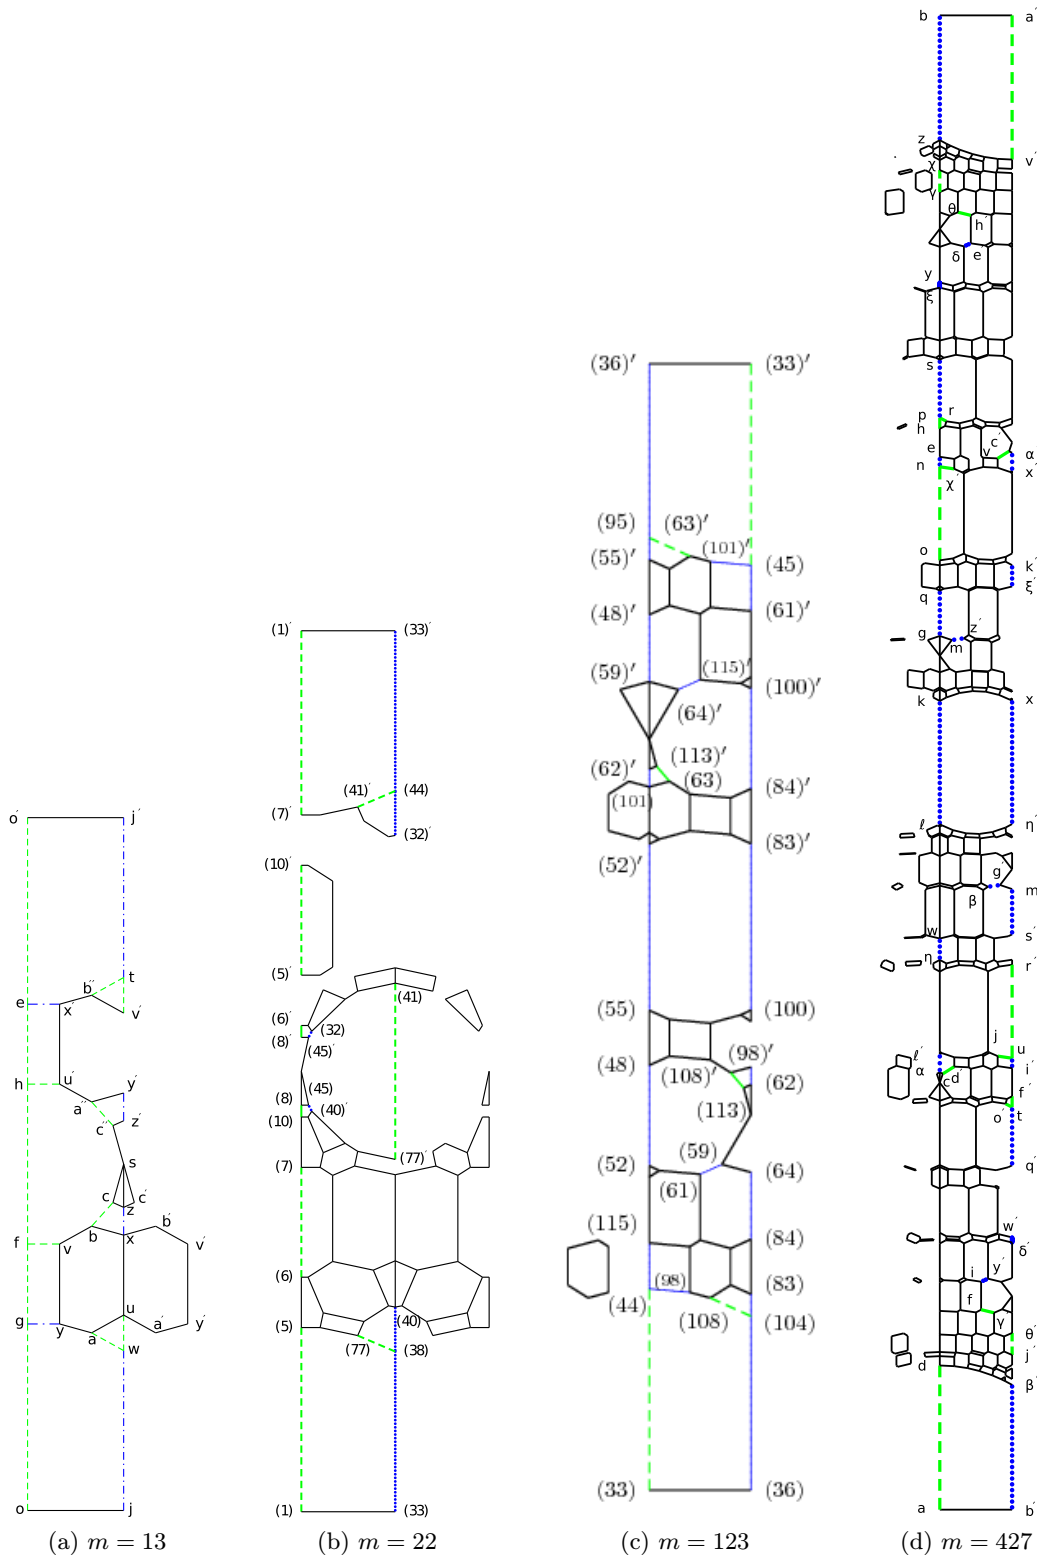 o′ j′
t
b″
e x′ v′
h u′ y′
a″
c″ z′
s
c c′
z
b b′
f v x v′
u
g y a a′ y′
w
o j
(a) m = 13
(1)′ (33)′
(41)′ (44)
(7)′ (32)′
(10)′
(5)′
(41)
(6)′ (32)
(8)′ (45)′
(45)
(8) (40)′
(10)
(7) (77)′
(6)
(40)
(5)
(77) (38)
(1) (33)
(b) m = 22
(36)′ (33)′
(95) (63)′
(55)′ (101)′ (45)
(48)′ (61)′
(59)′ (115)′ (100)′
(64)′
(113)′
(62)′ (63) (84)′
(101)
(52)′ (83)′
(55) (100)
(98)′
(48) (108)′ (62)
(113)
(59)
(52) (64)
(61)
(115) (84)
(98) (83)
(44) (108) (104)
(33) (36)
(c) m = 123
b a′
z
χ v′
γ
θ h′
δ e′
y
ξ
s
p r
h c′
e v α
n x′
χ′
o k′
ξ′
q
g z′
m
k x
ℓ η′
g′
m
β
w s′
η r′
j u
ℓ′ i′
α c d′ f′
o′ t
q′
w′
δ′
i y′
f γ
θ′
d j′
β′
a b′
(d) m = 427